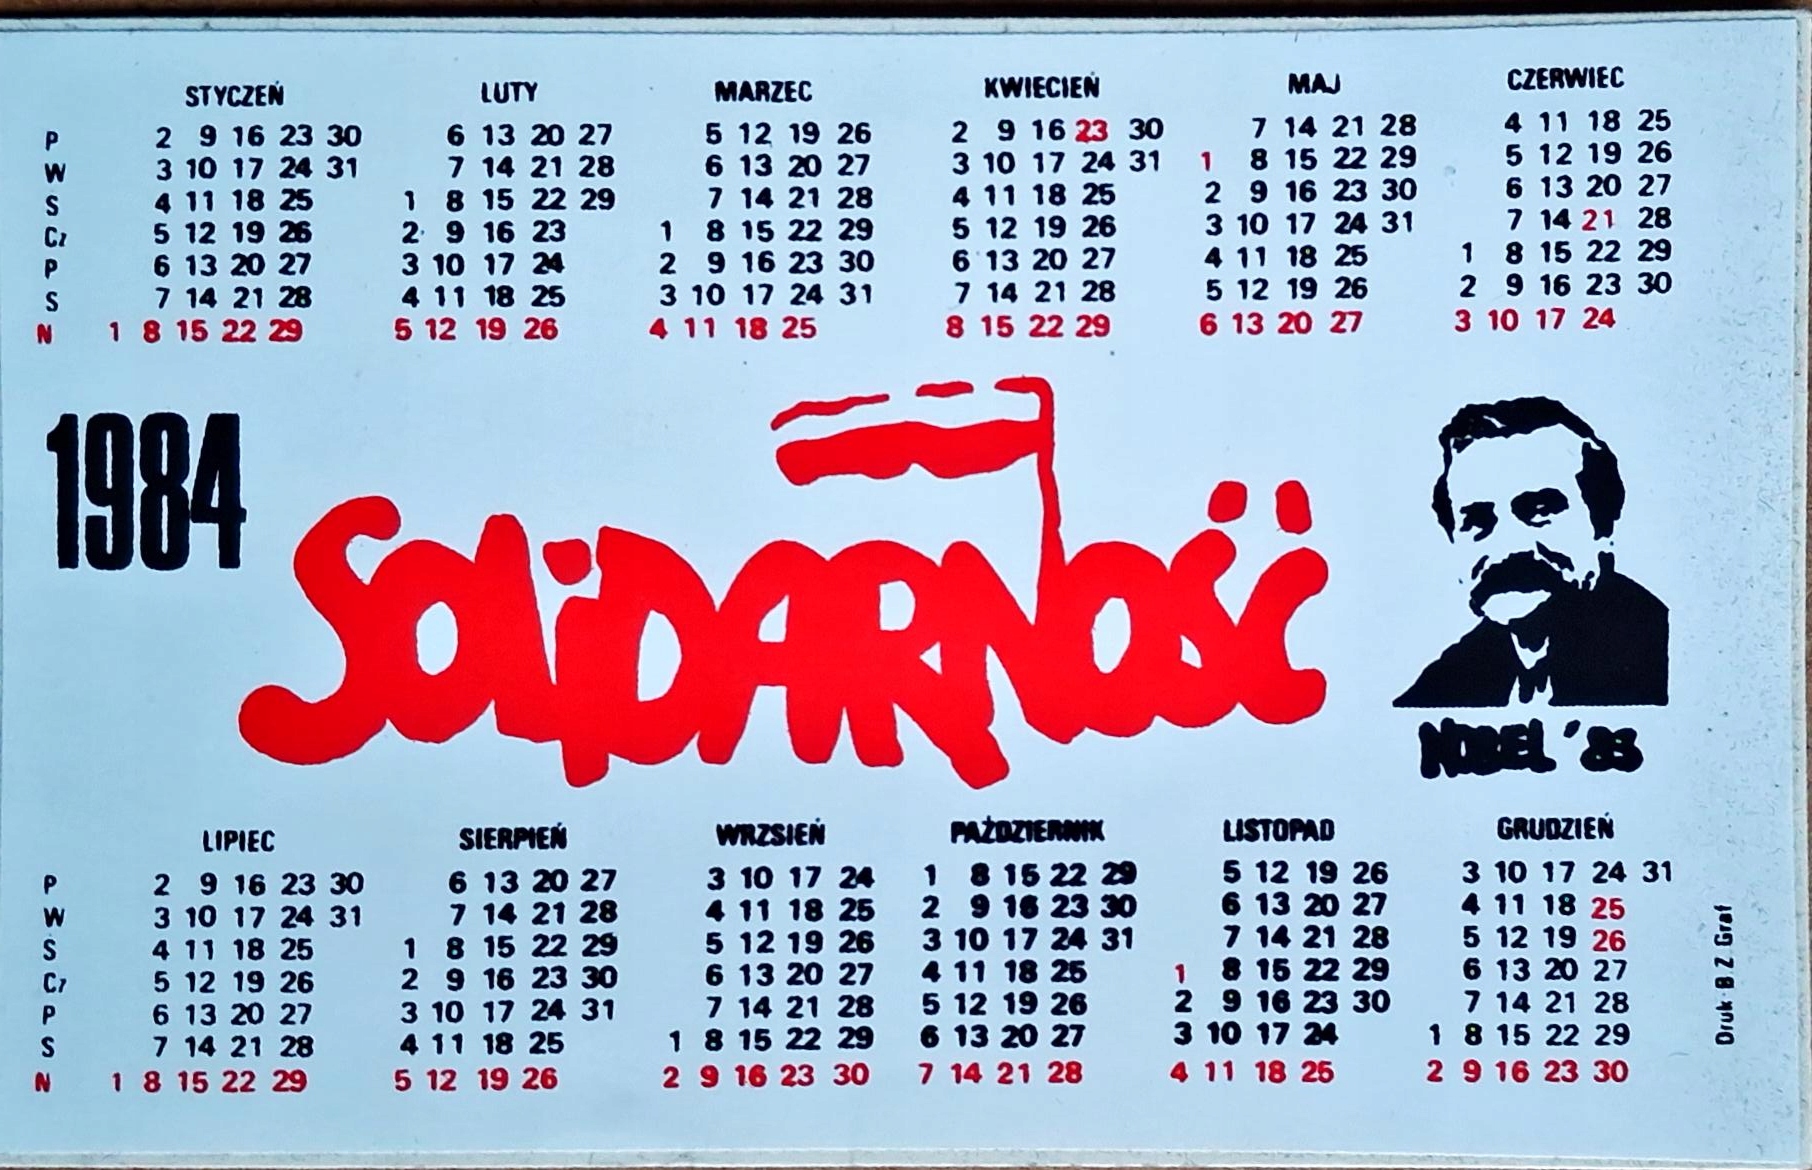 STYCZEŃ LUTY MARZEC KWIECIEŃ MAJ CZERWIEC
P 2 9 16 23 30 6 13 20 27 5 12 19 26 2 9 16 23 30 7 14 21 28 4 11 18 25
W 3 10 17 24 31 7 14 21 28 6 13 20 27 3 10 17 24 31 1 8 15 22 29 5 12 19 26
S 4 11 18 25 1 8 15 22 29 7 14 21 28 4 11 18 25 2 9 16 23 30 6 13 20 27
Cz 5 12 19 26 2 9 16 23 1 8 15 22 29 5 12 19 26 3 10 17 24 31 7 14 21 28
P 6 13 20 27 3 10 17 24 2 9 16 23 30 6 13 20 27 4 11 18 25 1 8 15 22 29
S 7 14 21 28 4 11 18 25 3 10 17 24 31 7 14 21 28 5 12 19 26 2 9 16 23 30
N 1 8 15 22 29 5 12 19 26 4 11 18 25 8 15 22 29 6 13 20 27 3 10 17 24
1984
SOLiDARNOŚĆ
NOBEL '83
LIPIEC SIERPIEŃ WRZSIEŃ PAŹDZIERNIK LISTOPAD GRUDZIEŃ
P 2 9 16 23 30 6 13 20 27 3 10 17 24 1 8 15 22 29 5 12 19 26 3 10 17 24 31
W 3 10 17 24 31 7 14 21 28 4 11 18 25 2 9 16 23 30 6 13 20 27 4 11 18 25
S 4 11 18 25 1 8 15 22 29 5 12 19 26 3 10 17 24 31 7 14 21 28 5 12 19 26
Cz 5 12 19 26 2 9 16 23 30 6 13 20 27 4 11 18 25 1 8 15 22 29 6 13 20 27
P 6 13 20 27 3 10 17 24 31 7 14 21 28 5 12 19 26 2 9 16 23 30 7 14 21 28
S 7 14 21 28 4 11 18 25 1 8 15 22 29 6 13 20 27 3 10 17 24 1 8 15 22 29
N 1 8 15 22 29 5 12 19 26 2 9 16 23 30 7 14 21 28 4 11 18 25 2 9 16 23 30
Druk· B Z Graf